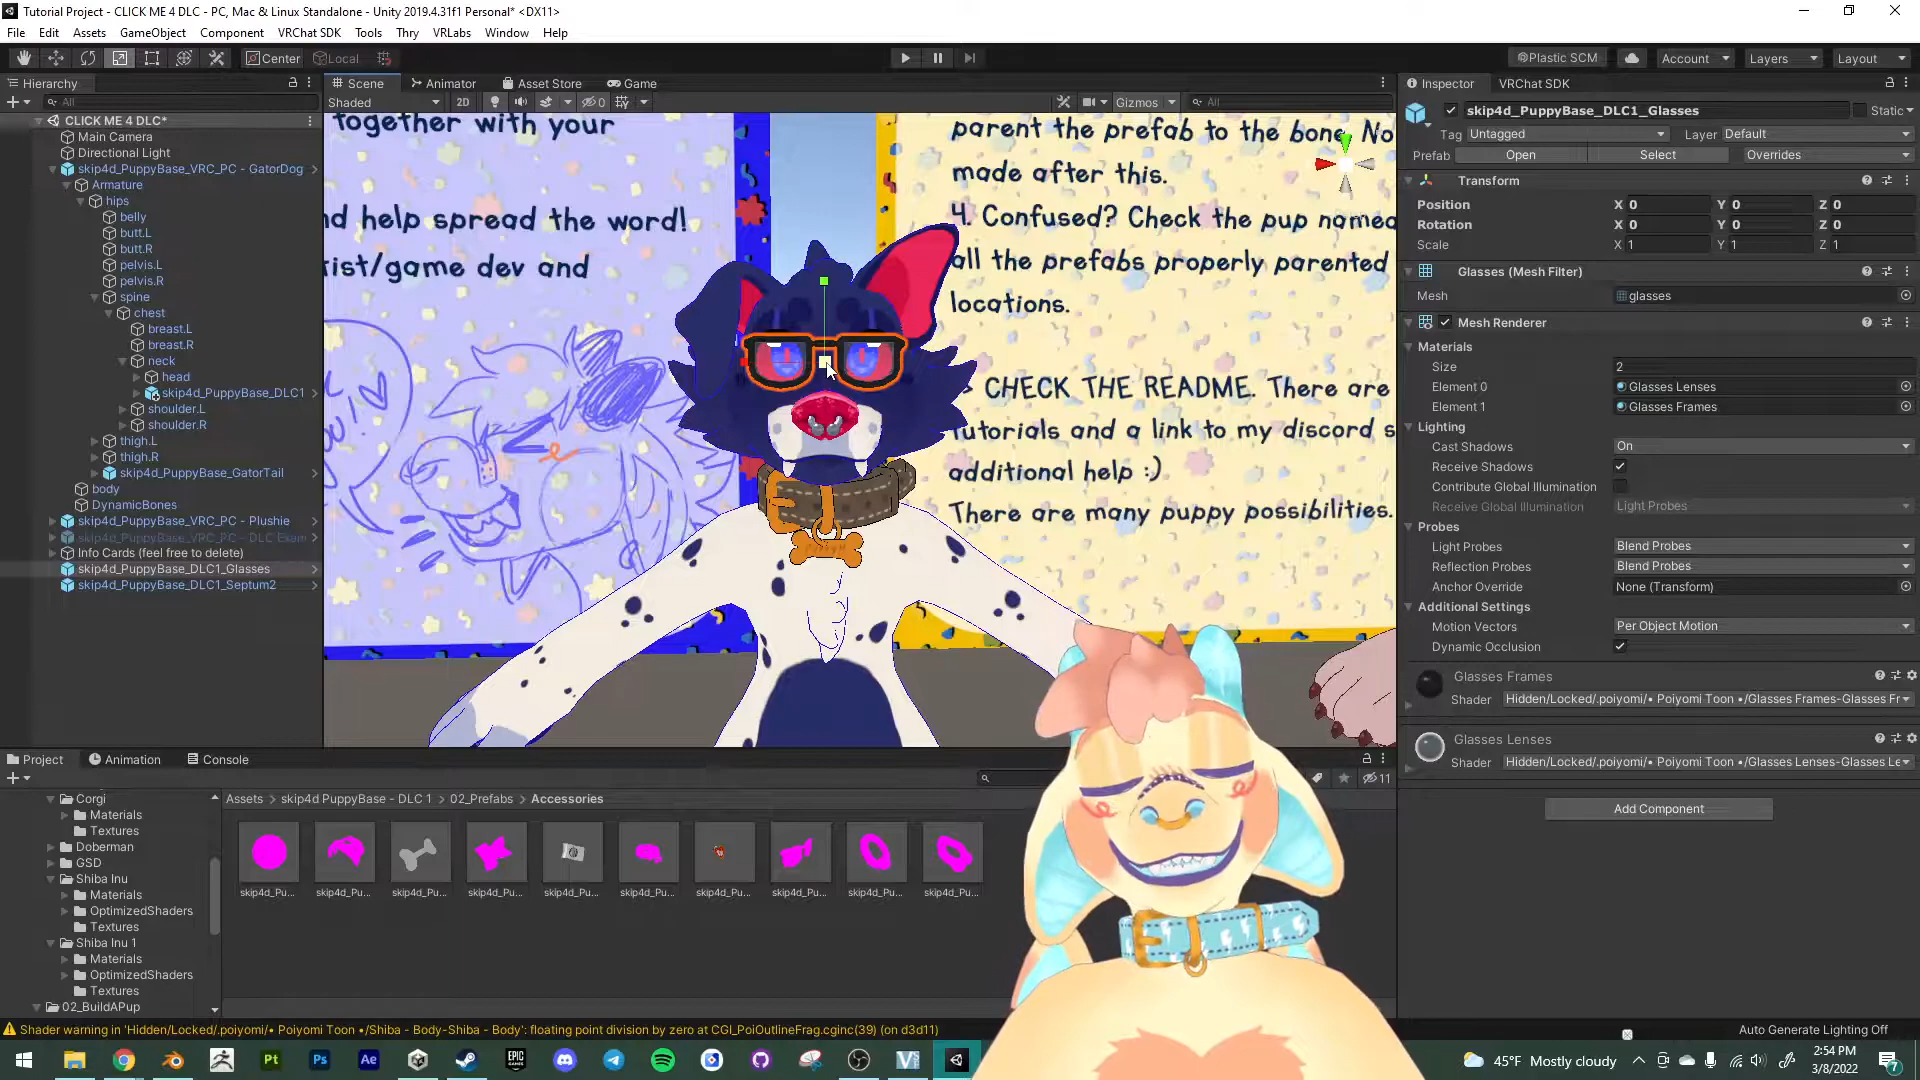 Tutorial Project - CLICK ME 4 DLC - PC, Mac & Linux Standalone - Unity 2019.4.31f1 Personal* <DX11>
File Edit Assets GameObject Component VRChat SDK Tools Thry VRLabs Window Help
Center Local Plastic SCM Account Layers Layout
Hierarchy
All
CLICK ME 4 DLC*
Main Camera
Directional Light
skip4d_PuppyBase_VRC_PC - GatorDog
Armature
hips
belly
butt.L
butt.R
pelvis.L
pelvis.R
spine
chest
breast.L
breast.R
neck
head
skip4d_PuppyBase_DLC1
shoulder.L
shoulder.R
thigh.L
thigh.R
skip4d_PuppyBase_GatorTail
body
DynamicBones
skip4d_PuppyBase_VRC_PC - Plushie
skip4d_PuppyBase_VRC_PC - DLC Exam
Info Cards (feel free to delete)
skip4d_PuppyBase_DLC1_Glasses
skip4d_PuppyBase_DLC1_Septum2
Scene Animator Asset Store Game
Shaded 2D 0 Gizmos All
together with your
nd help spread the word!
ist/game dev and
parent the prefab to the bone. No
made after this.
4. Confused? Check the pup named
all the prefabs properly parented
locations.
> CHECK THE README. There are
tutorials and a link to my discord s
additional help :)
There are many puppy possibilities.
Inspector VRChat SDK
skip4d_PuppyBase_DLC1_Glasses Static
Tag Untagged Layer Default
Prefab Open Select Overrides
Transform
Position X 0 Y 0 Z 0
Rotation X 0 Y 0 Z 0
Scale X 1 Y 1 Z 1
Glasses (Mesh Filter)
Mesh glasses
Mesh Renderer
Materials
Size 2
Element 0 Glasses Lenses
Element 1 Glasses Frames
Lighting
Cast Shadows On
Receive Shadows
Contribute Global Illumination
Receive Global Illumination Light Probes
Probes
Light Probes Blend Probes
Reflection Probes Blend Probes
Anchor Override None (Transform)
Additional Settings
Motion Vectors Per Object Motion
Dynamic Occlusion
Glasses Frames
Shader Hidden/Locked/.poiyomi/• Poiyomi Toon •/Glasses Frames-Glasses Fr
Glasses Lenses
Shader Hidden/Locked/.poiyomi/• Poiyomi Toon •/Glasses Lenses-Glasses Le
Add Component
Project Animation Console
11
Corgi
Materials
Textures
Doberman
GSD
Shiba Inu
Materials
OptimizedShaders
Textures
Shiba Inu 1
Materials
OptimizedShaders
Textures
02_BuildAPup
Assets > skip4d PuppyBase - DLC 1 > 02_Prefabs > Accessories
skip4d_Pu... skip4d_Pu... skip4d_Pu... skip4d_Pu... skip4d_Pu... skip4d_Pu... skip4d_Pu... skip4d_Pu... skip4d_Pu... skip4d_Pu...
Shader warning in 'Hidden/Locked/.poiyomi/• Poiyomi Toon •/Shiba - Body-Shiba - Body': floating point division by zero at CGI_PoiOutlineFrag.cginc(39) (on d3d11)
Auto Generate Lighting Off
Pt Ps Ae EPIC GAMES
45°F Mostly cloudy
2:54 PM
3/8/2022
7